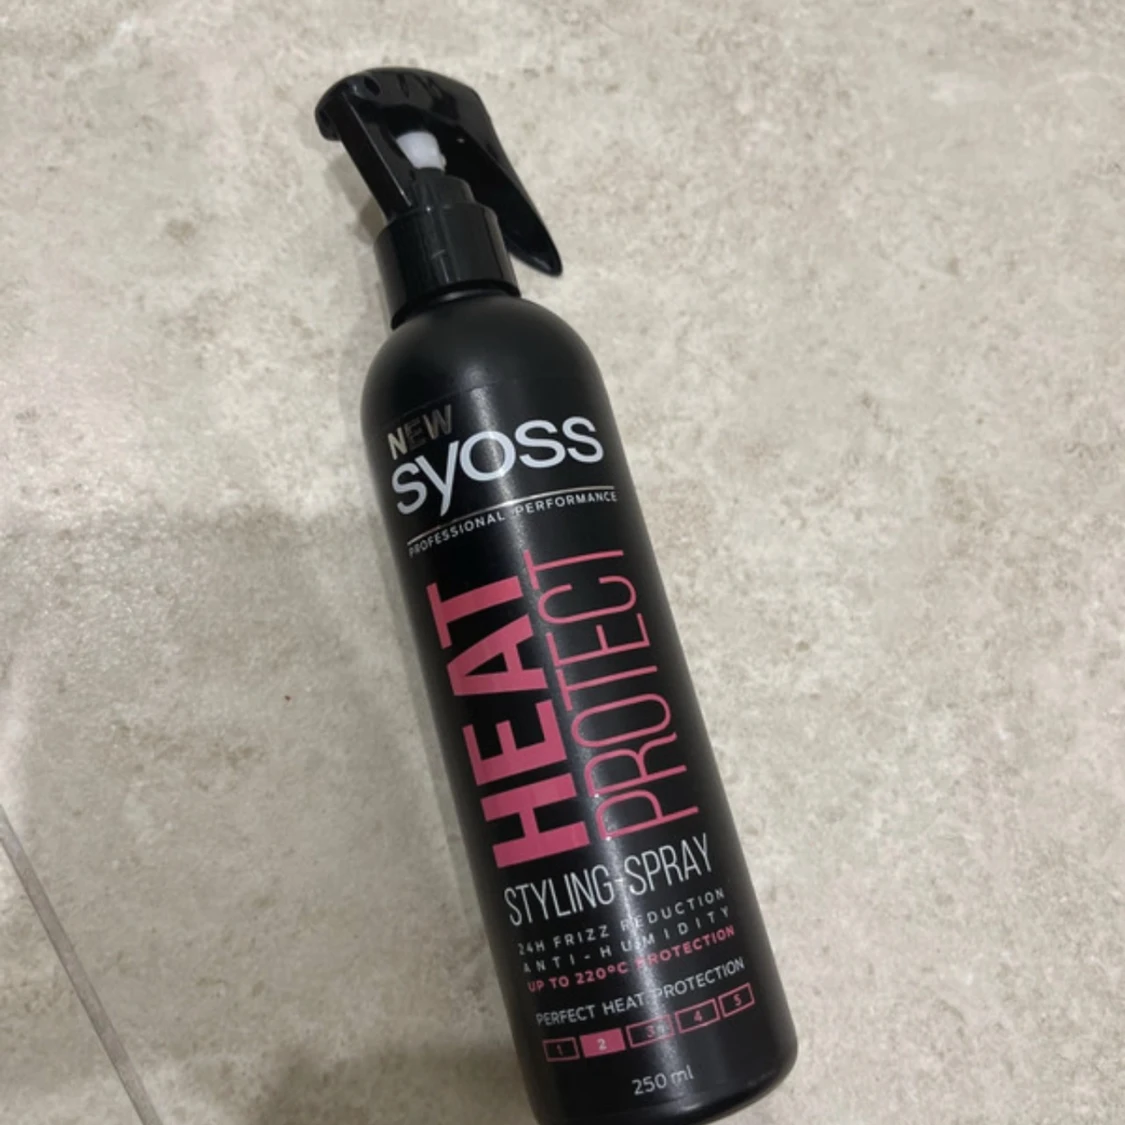 NEW
syoss
PROFESSIONAL PERFORMANCE
HEAT
PROTECT
STYLING-SPRAY
24H FRIZZ REDUCTION
ANTI-HUMIDITY
UP TO 220°C PROTECTION
PERFECT HEAT PROTECTION
1 2 3 4 5
250 ml